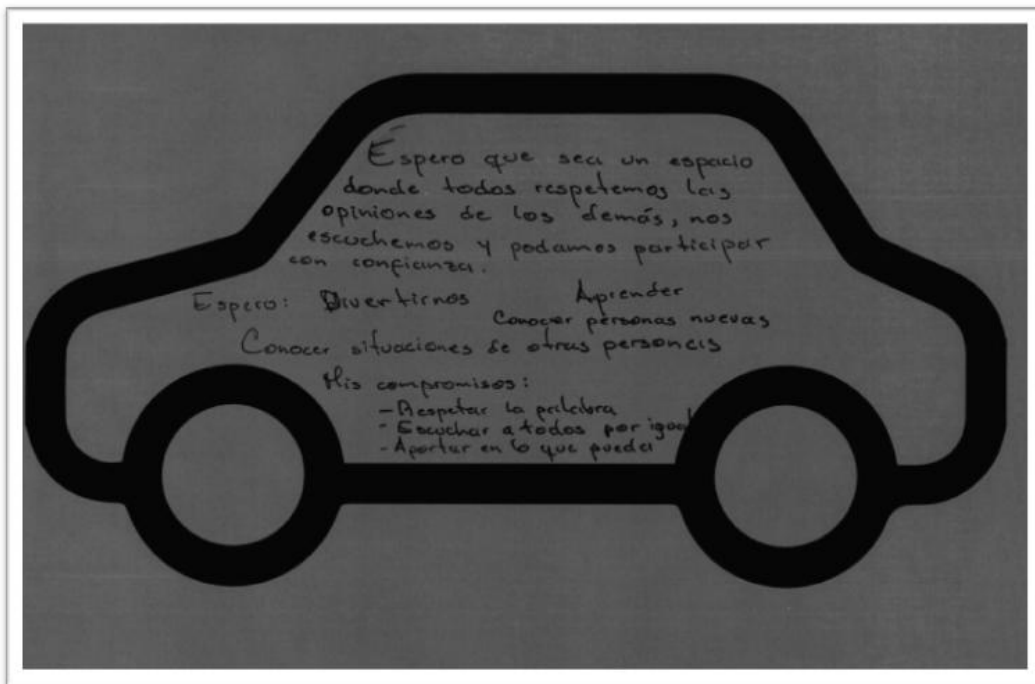 Espero que sea un espacio
donde todos respetemos las
opiniones de los demás, nos
escuchemos y podamos participar
con confianza.
Espero: Divertirnos Aprender
Conocer personas nuevas
Conocer situaciones de otras personas
Mis compromisos:
- Respetar la palabra
- Escuchar a todos por igual
- Aportar en lo que pueda